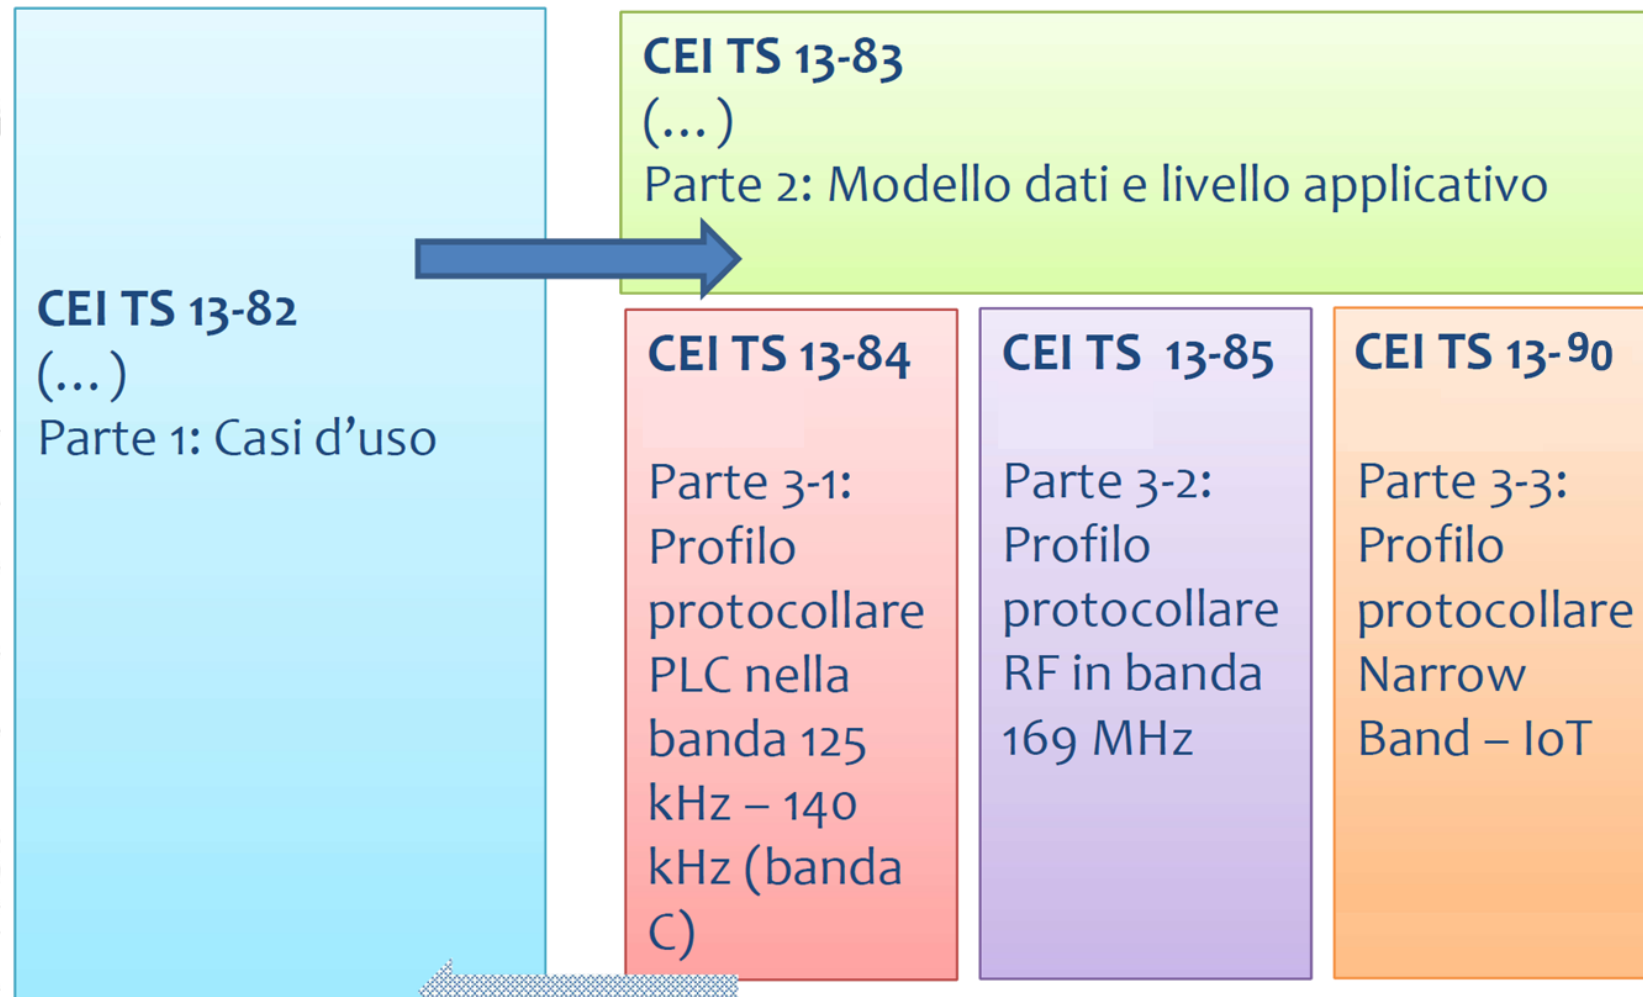 CEI TS 13-82
(...)
Parte 1: Casi d'uso
CEI TS 13-83
(...)
Parte 2: Modello dati e livello applicativo
CEI TS 13-84
Parte 3-1:
Profilo
protocollare
PLC nella
banda 125
kHz – 140
kHz (banda
C)
CEI TS 13-85
Parte 3-2:
Profilo
protocollare
RF in banda
169 MHz
CEI TS 13-90
Parte 3-3:
Profilo
protocollare
Narrow
Band – IoT